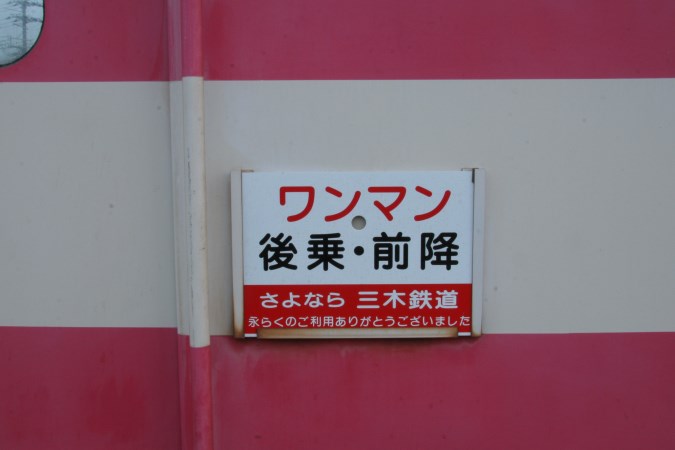 ワンマン
後乗・前降
さよなら 三木鉄道
永らくのご利用ありがとうございました